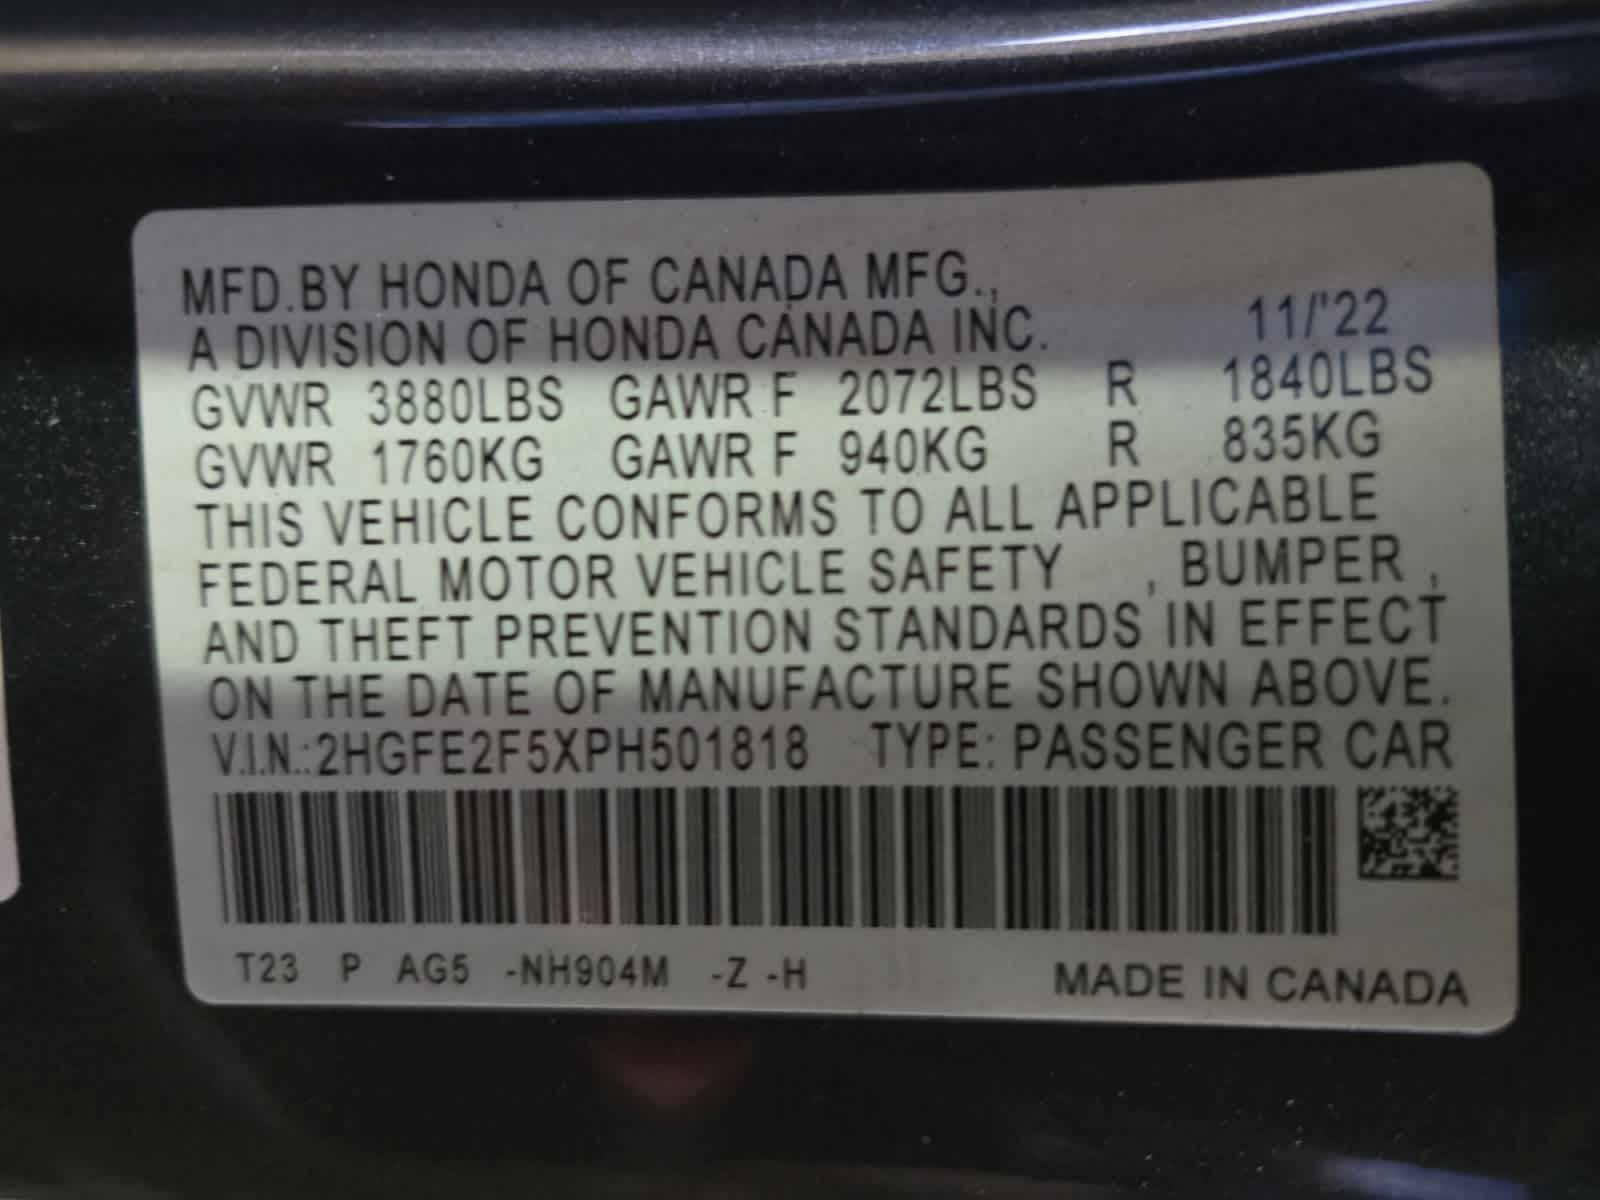 MFD.BY HONDA OF CANADA MFG.,
A DIVISION OF HONDA CANADA INC. 11/'22
GVWR 3880LBS GAWR F 2072LBS R 1840LBS
GVWR 1760KG GAWR F 940KG R 835KG
THIS VEHICLE CONFORMS TO ALL APPLICABLE
FEDERAL MOTOR VEHICLE SAFETY , BUMPER ,
AND THEFT PREVENTION STANDARDS IN EFFECT
ON THE DATE OF MANUFACTURE SHOWN ABOVE.
V.I.N.:2HGFE2F5XPH501818 TYPE: PASSENGER CAR
T23 P AG5 -NH904M -Z -H MADE IN CANADA